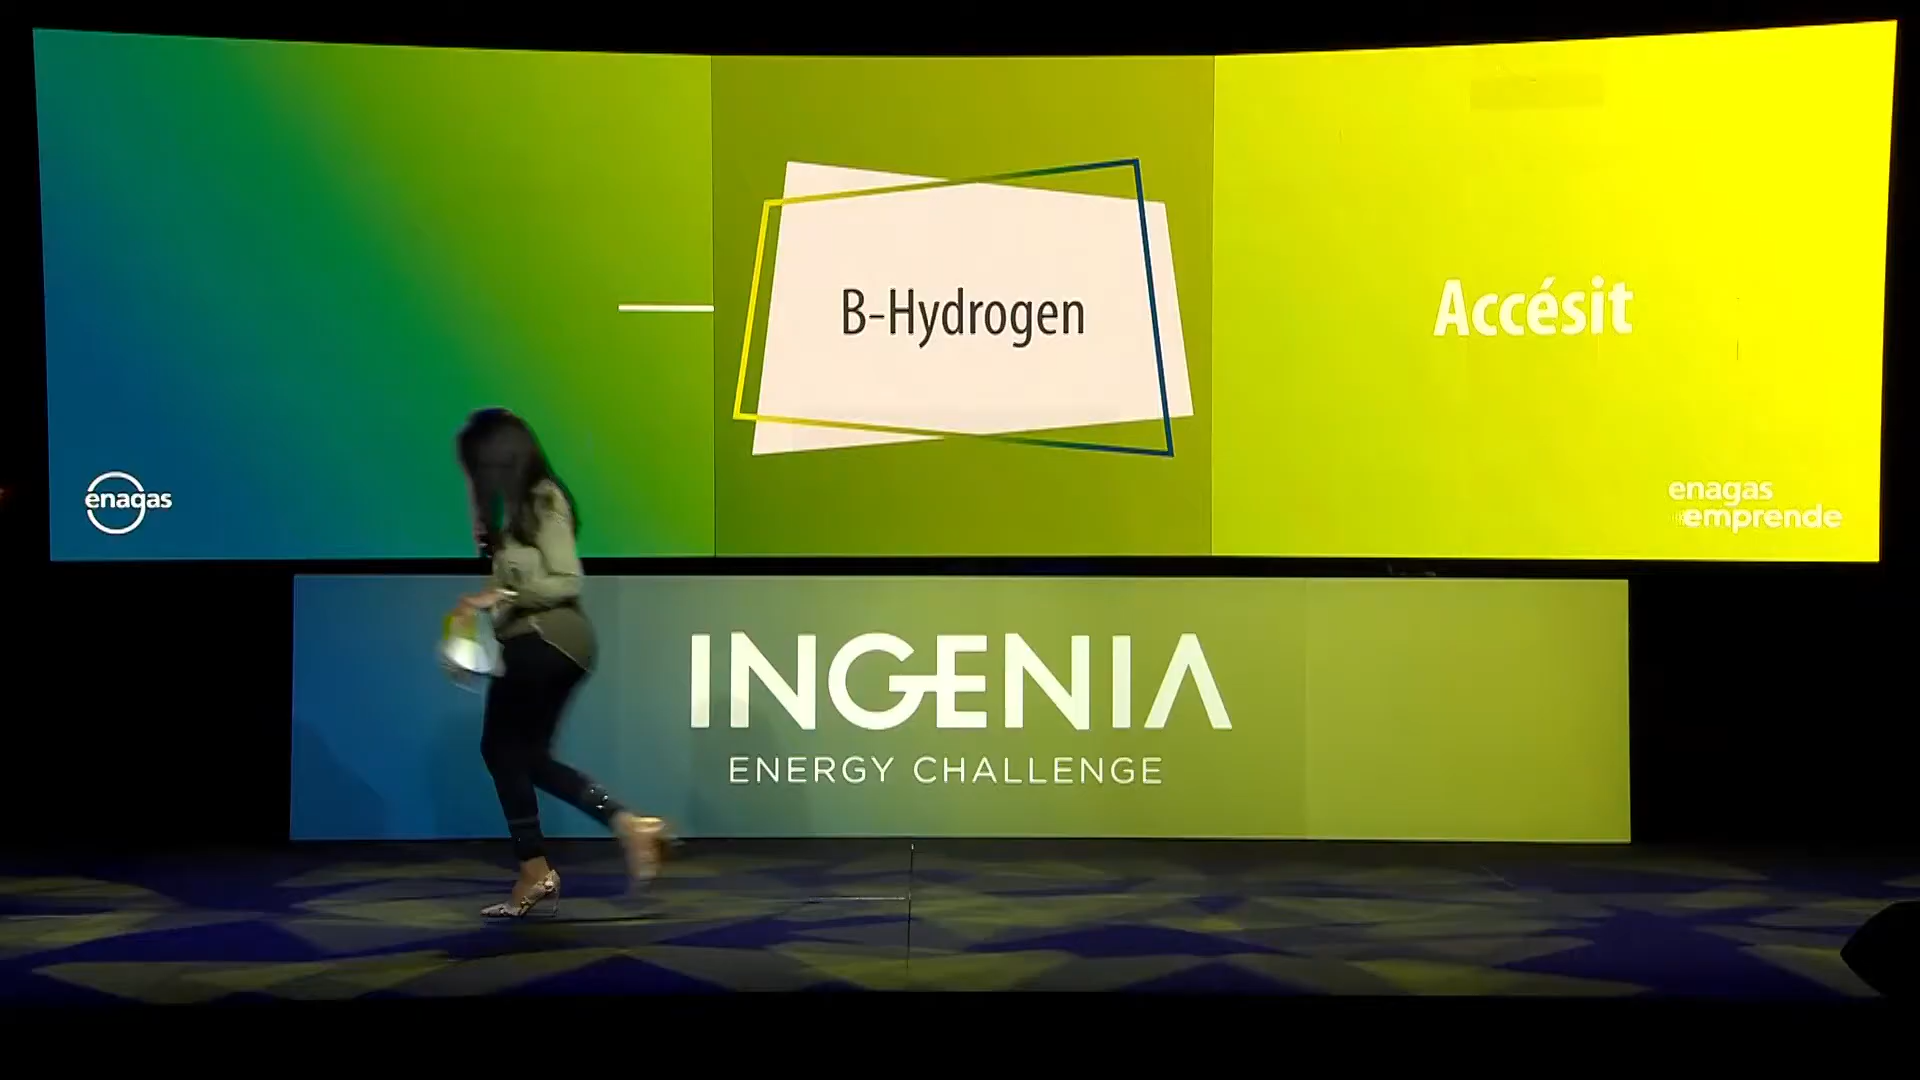 B-Hydrogen
Accésit
enagas
enagas
emprende
INGENIA
ENERGY CHALLENGE